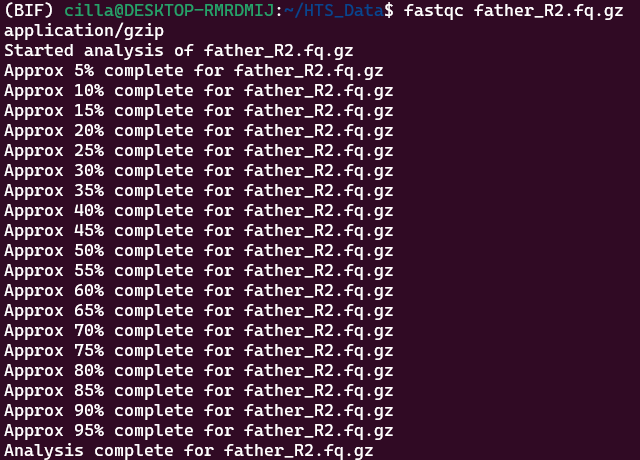 (BIF) cilla@DESKTOP-RMRDMIJ:~/HTS_Data$ fastqc father_R2.fq.gz
application/gzip
Started analysis of father_R2.fq.gz
Approx 5% complete for father_R2.fq.gz
Approx 10% complete for father_R2.fq.gz
Approx 15% complete for father_R2.fq.gz
Approx 20% complete for father_R2.fq.gz
Approx 25% complete for father_R2.fq.gz
Approx 30% complete for father_R2.fq.gz
Approx 35% complete for father_R2.fq.gz
Approx 40% complete for father_R2.fq.gz
Approx 45% complete for father_R2.fq.gz
Approx 50% complete for father_R2.fq.gz
Approx 55% complete for father_R2.fq.gz
Approx 60% complete for father_R2.fq.gz
Approx 65% complete for father_R2.fq.gz
Approx 70% complete for father_R2.fq.gz
Approx 75% complete for father_R2.fq.gz
Approx 80% complete for father_R2.fq.gz
Approx 85% complete for father_R2.fq.gz
Approx 90% complete for father_R2.fq.gz
Approx 95% complete for father_R2.fq.gz
Analysis complete for father_R2.fq.gz